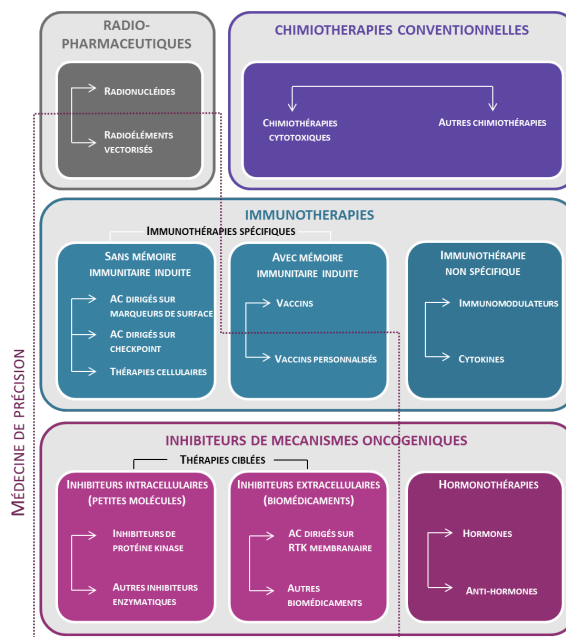 RADIO-
PHARMACEUTIQUES
RADIONUCLÉIDES
RADIOÉLÉMENTS
VECTORISÉS
CHIMIOTHERAPIES CONVENTIONNELLES
CHIMIOTHÉRAPIES
CYTOTOXIQUES
AUTRES CHIMIOTHÉRAPIES
IMMUNOTHERAPIES
IMMUNOTHÉRAPIES SPÉCIFIQUES
SANS MÉMOIRE
IMMUNITAIRE INDUITE
AC DIRIGÉS SUR
MARQUEURS DE SURFACE
AC DIRIGÉS SUR
CHECKPOINT
THÉRAPIES CELLULAIRES
AVEC MÉMOIRE
IMMUNITAIRE INDUITE
VACCINS
VACCINS PERSONNALISÉS
IMMUNOTHÉRAPIE
NON SPÉCIFIQUE
IMMUNOMODULATEURS
CYTOKINES
MÉDECINE DE PRÉCISION
INHIBITEURS DE MECANISMES ONCOGENIQUES
THÉRAPIES CIBLÉES
INHIBITEURS INTRACELLULAIRES
(PETITES MOLÉCULES)
INHIBITEURS DE
PROTÉINE KINASE
AUTRES INHIBITEURS
ENZYMATIQUES
INHIBITEURS EXTRACELLULAIRES
(BIOMÉDICAMENTS)
AC DIRIGÉS SUR
RTK MEMBRANAIRE
AUTRES
BIOMÉDICAMENTS
HORMONOTHÉRAPIES
HORMONES
ANTI-HORMONES